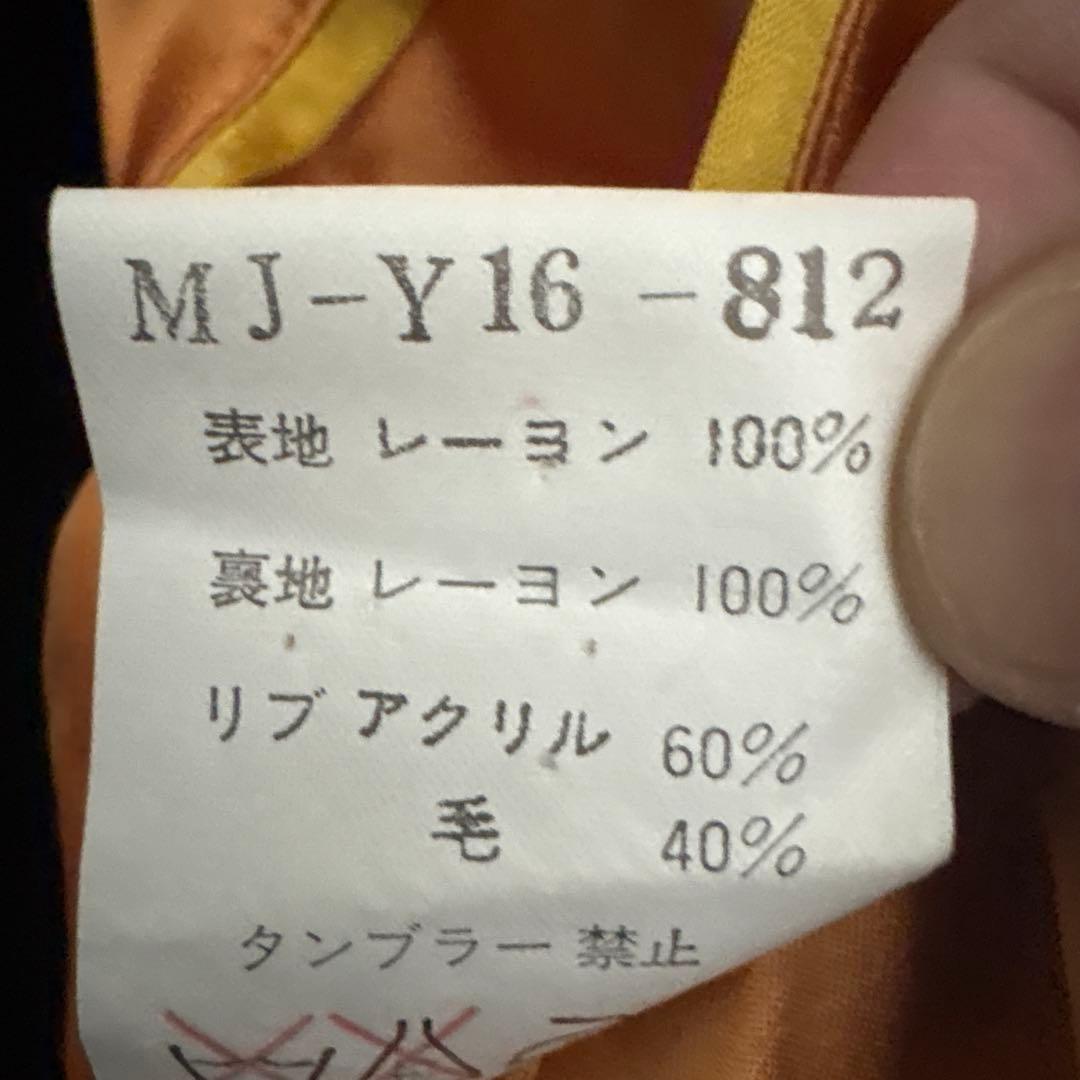 MJ-Y16-812
表地 レーヨン 100%
裏地 レーヨン 100%
リブ アクリル 60%
毛 40%
タンブラー禁止